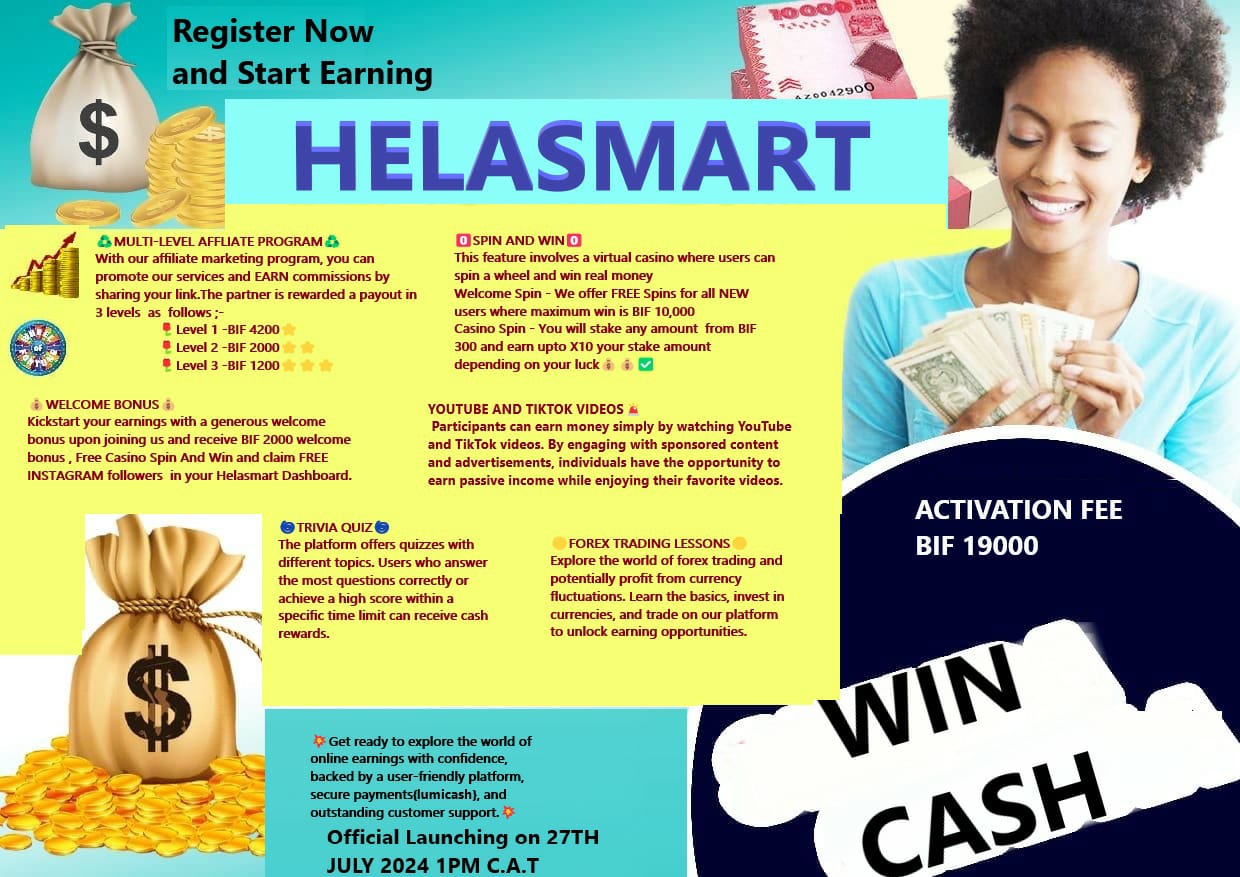 Register Now
and Start Earning
10000
AZ0042900
HELASMART
♻️MULTI-LEVEL AFFLIATE PROGRAM♻️
With our affiliate marketing program, you can
promote our services and EARN commissions by
sharing your link.The partner is rewarded a payout in
3 levels as follows ;-
🌷Level 1 -BIF 4200⭐
🌷Level 2 -BIF 2000⭐⭐
🌷Level 3 -BIF 1200⭐⭐⭐
0️⃣SPIN AND WIN0️⃣
This feature involves a virtual casino where users can
spin a wheel and win real money
Welcome Spin - We offer FREE Spins for all NEW
users where maximum win is BIF 10,000
Casino Spin - You will stake any amount from BIF
300 and earn upto X10 your stake amount
depending on your luck💰💰✅
💰WELCOME BONUS💰
Kickstart your earnings with a generous welcome
bonus upon joining us and receive BIF 2000 welcome
bonus , Free Casino Spin And Win and claim FREE
INSTAGRAM followers in your Helasmart Dashboard.
YOUTUBE AND TIKTOK VIDEOS🚨
Participants can earn money simply by watching YouTube
and TikTok videos. By engaging with sponsored content
and advertisements, individuals have the opportunity to
earn passive income while enjoying their favorite videos.
ACTIVATION FEE
BIF 19000
🌀TRIVIA QUIZ🌀
The platform offers quizzes with
different topics. Users who answer
the most questions correctly or
achieve a high score within a
specific time limit can receive cash
rewards.
🟡FOREX TRADING LESSONS🟡
Explore the world of forex trading and
potentially profit from currency
fluctuations. Learn the basics, invest in
currencies, and trade on our platform
to unlock earning opportunities.
WIN
CASH
💥Get ready to explore the world of
online earnings with confidence,
backed by a user-friendly platform,
secure payments(lumicash), and
outstanding customer support.💥
Official Launching on 27TH
JULY 2024 1PM C.A.T